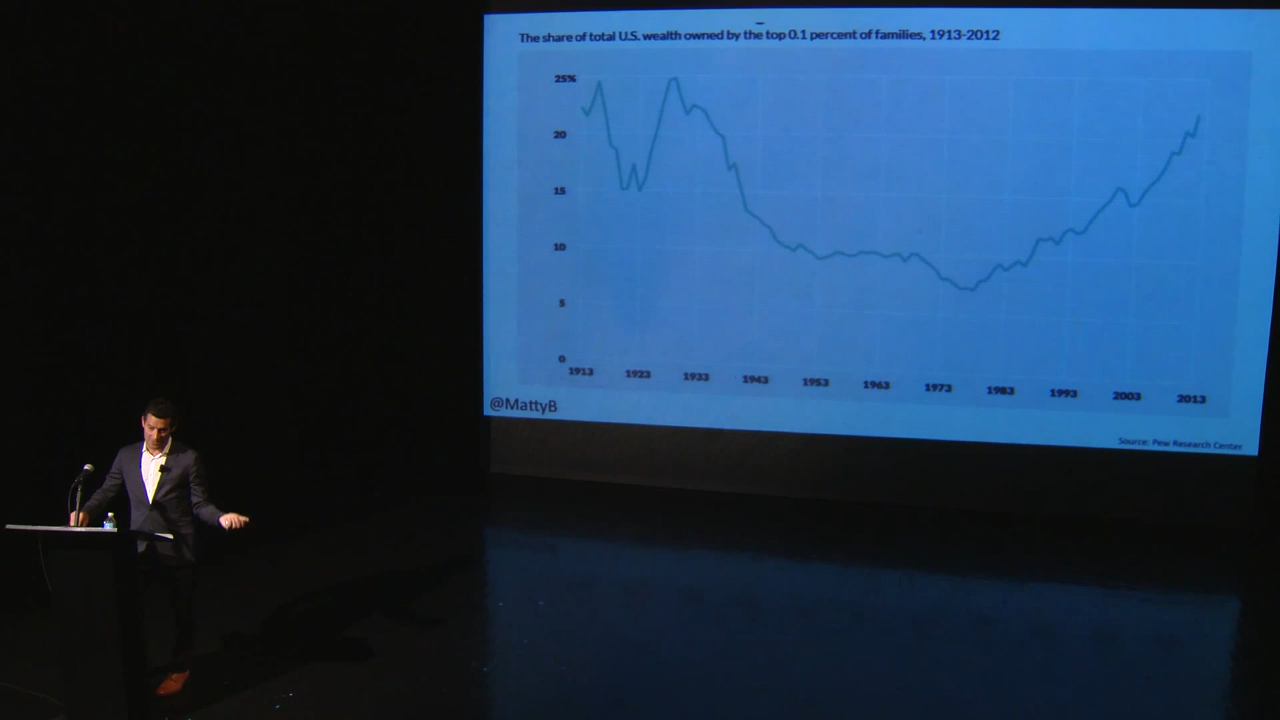 The share of total U.S. wealth owned by the top 0.1 percent of families, 1913-2012
25%
20
15
10
5
0
1913 1923 1933 1943 1953 1963 1973 1983 1993 2003 2013
@MattyB
Source: Pew Research Center